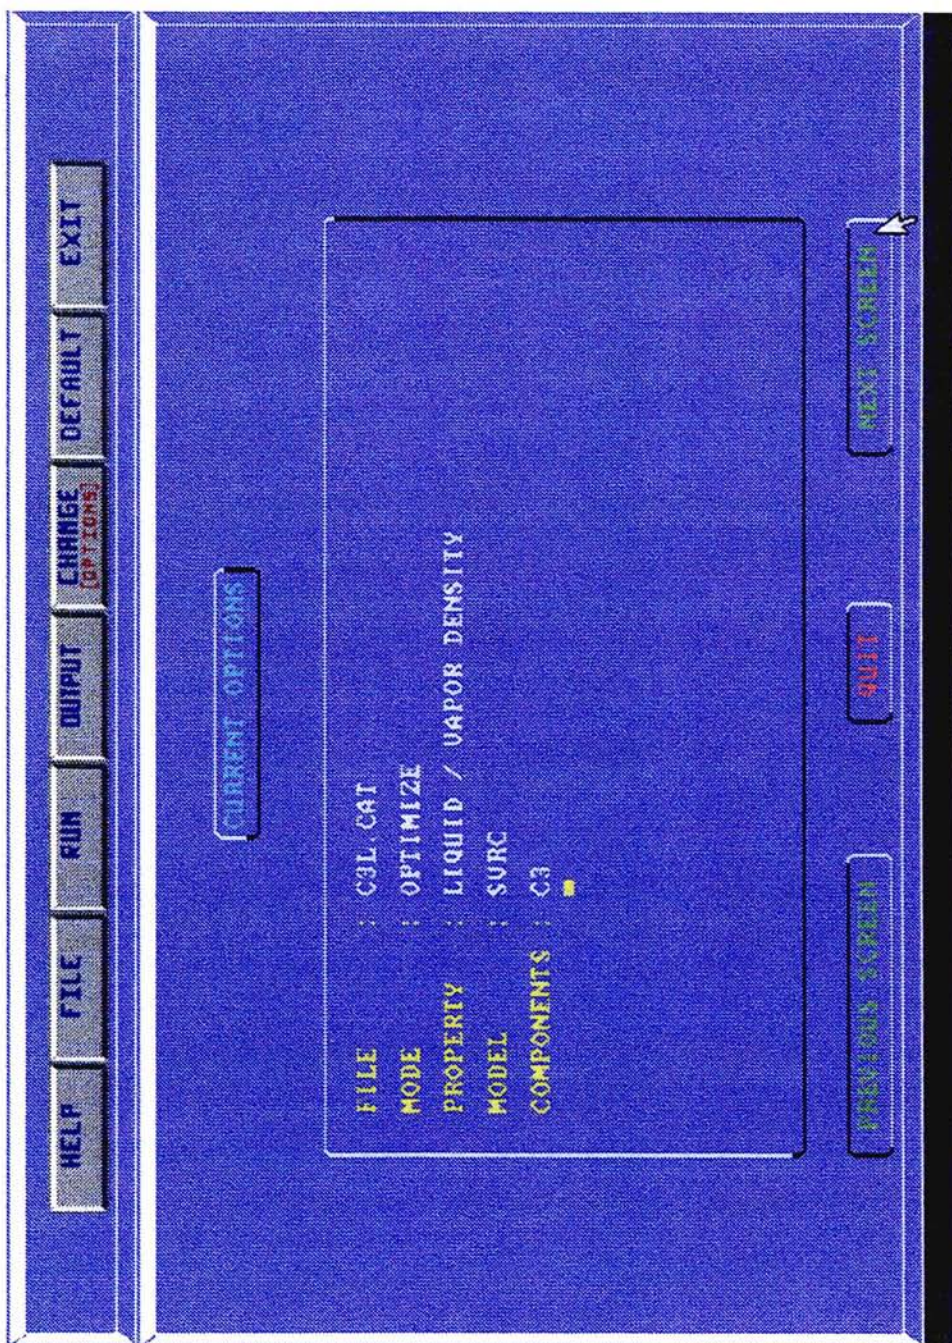 HELP FILE RUN OUTPUT CHANGE DEFAULT EXIT
[OPTIONS]
CURRENT OPTIONS
FILE : C3L.CAT
MODE : OPTIMIZE
PROPERTY : LIQUID / VAPOR DENSITY
MODEL : SVRC
COMPONENTS : C3
PREVIOUS SCREEN QUIT NEXT SCREEN